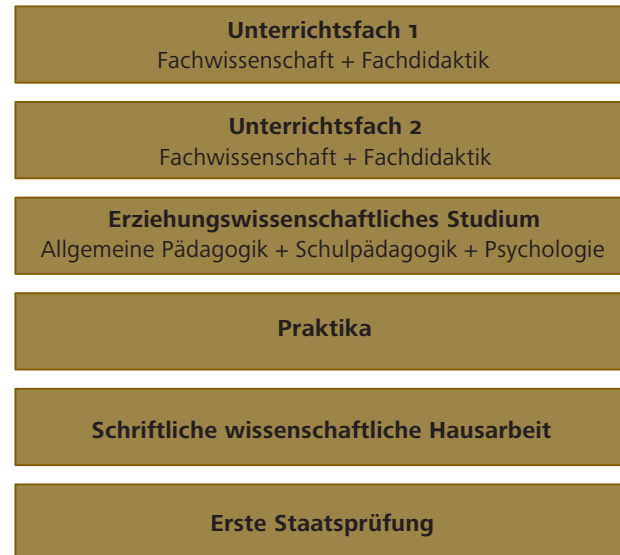 Unterrichtsfach 1
Fachwissenschaft + Fachdidaktik
Unterrichtsfach 2
Fachwissenschaft + Fachdidaktik
Erziehungswissenschaftliches Studium
Allgemeine Pädagogik + Schulpädagogik + Psychologie
Praktika
Schriftliche wissenschaftliche Hausarbeit
Erste Staatsprüfung